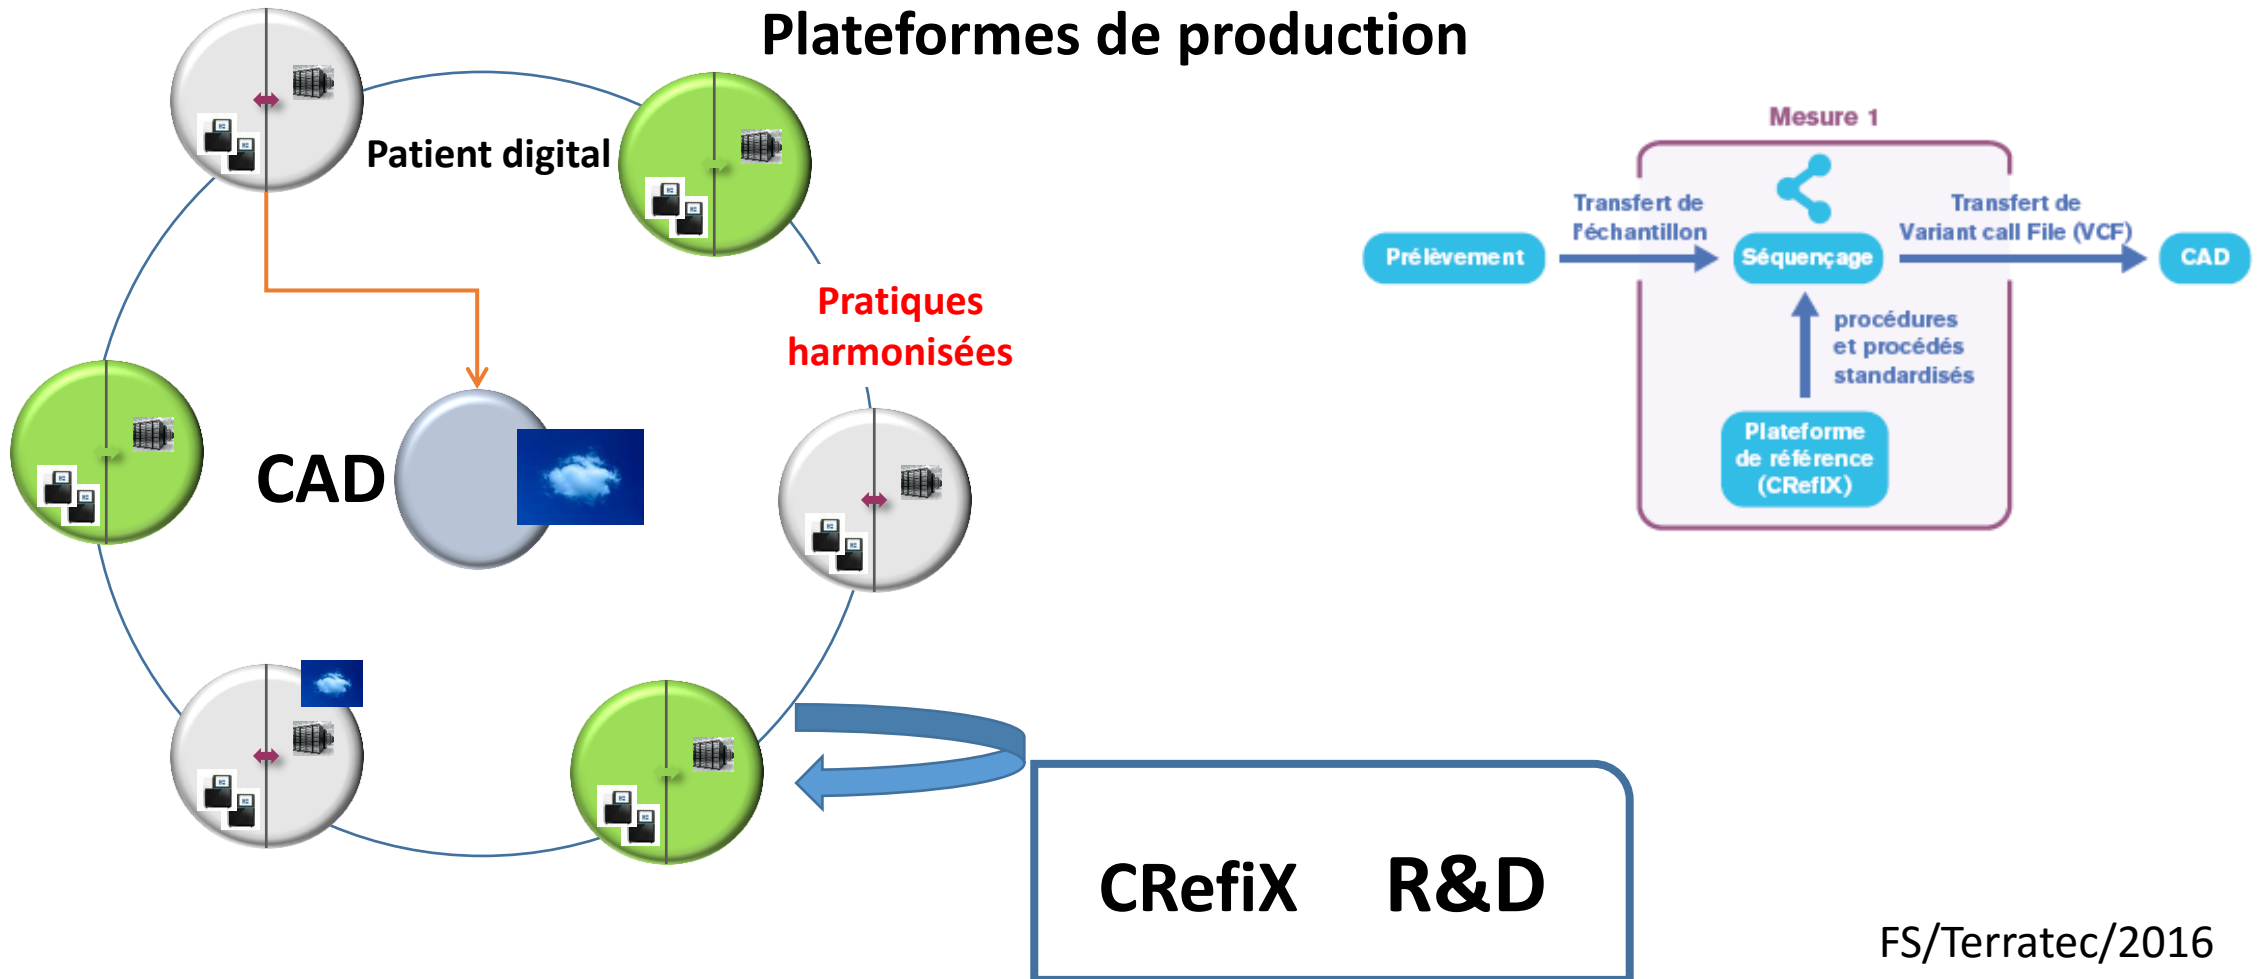 Plateformes de production
Patient digital
Pratiques
harmonisées
CAD
Mesure 1
Transfert de
l'échantillon
Transfert de
Variant call File (VCF)
Prélèvement
Séquençage
CAD
procédures
et procédés
standardisés
Plateforme
de référence
(CRefIX)
CRefiX
R&D
FS/Terratec/2016